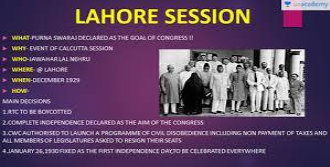 unacademy
LAHORE SESSION
WHAT-PURNA SWARAJ DECLARED AS THE GOAL OF CONGRESS !!
WHY- EVENT OF CALCUTTA SESSION
WHO-JAWAHAR LAL NEHRU
WHERE- @ LAHORE
WHEN-DECEMBER 1929
HOW-
MAIN DECISIONS
1.RTC TO BE BOYCOTTED
2.COMPLETE INDEPENDENCE DECLARED AS THE AIM OF THE CONGRESS
3.CWC AUTHORISED TO LAUNCH A PROGRAMME OF CIVIL DISOBEDIENCE INCLUDING NON PAYMENT OF TAXES AND
ALL MEMBERS OF LEGISLATURES ASKED TO RESIGN THEIR SEATS
4.JANUARY 26,1930 FIXED AS THE FIRST INDEPENDENCE DAY,TO BE CELEBRATED EVERYWHERE